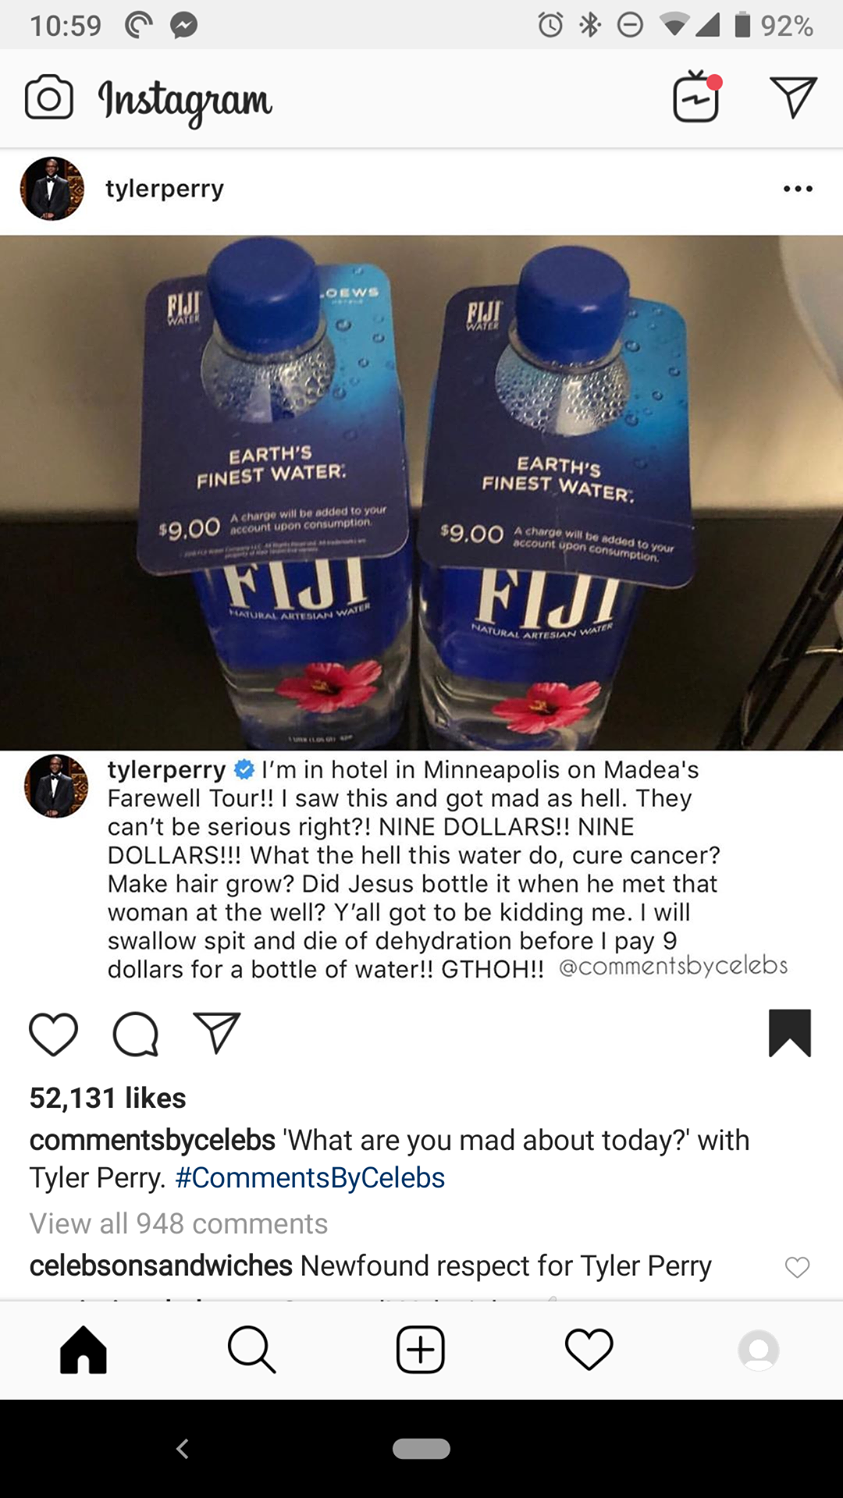 10:59
92%
Instagram
tylerperry
FIJI
WATER
LOEWS
HOTELS
EARTH'S
FINEST WATER.
$9.00 A charge will be added to your
account upon consumption.
FIJI
NATURAL ARTESIAN WATER
FIJI
WATER
EARTH'S
FINEST WATER.
$9.00 A charge will be added to your
account upon consumption.
FIJI
NATURAL ARTESIAN WATER
tylerperry I'm in hotel in Minneapolis on Madea's
Farewell Tour!! I saw this and got mad as hell. They
can't be serious right?! NINE DOLLARS!! NINE
DOLLARS!!! What the hell this water do, cure cancer?
Make hair grow? Did Jesus bottle it when he met that
woman at the well? Y'all got to be kidding me. I will
swallow spit and die of dehydration before I pay 9
dollars for a bottle of water!! GTHOH!! @commentsbycelebs
52,131 likes
commentsbycelebs 'What are you mad about today?' with
Tyler Perry. #CommentsByCelebs
View all 948 comments
celebsonsandwiches Newfound respect for Tyler Perry